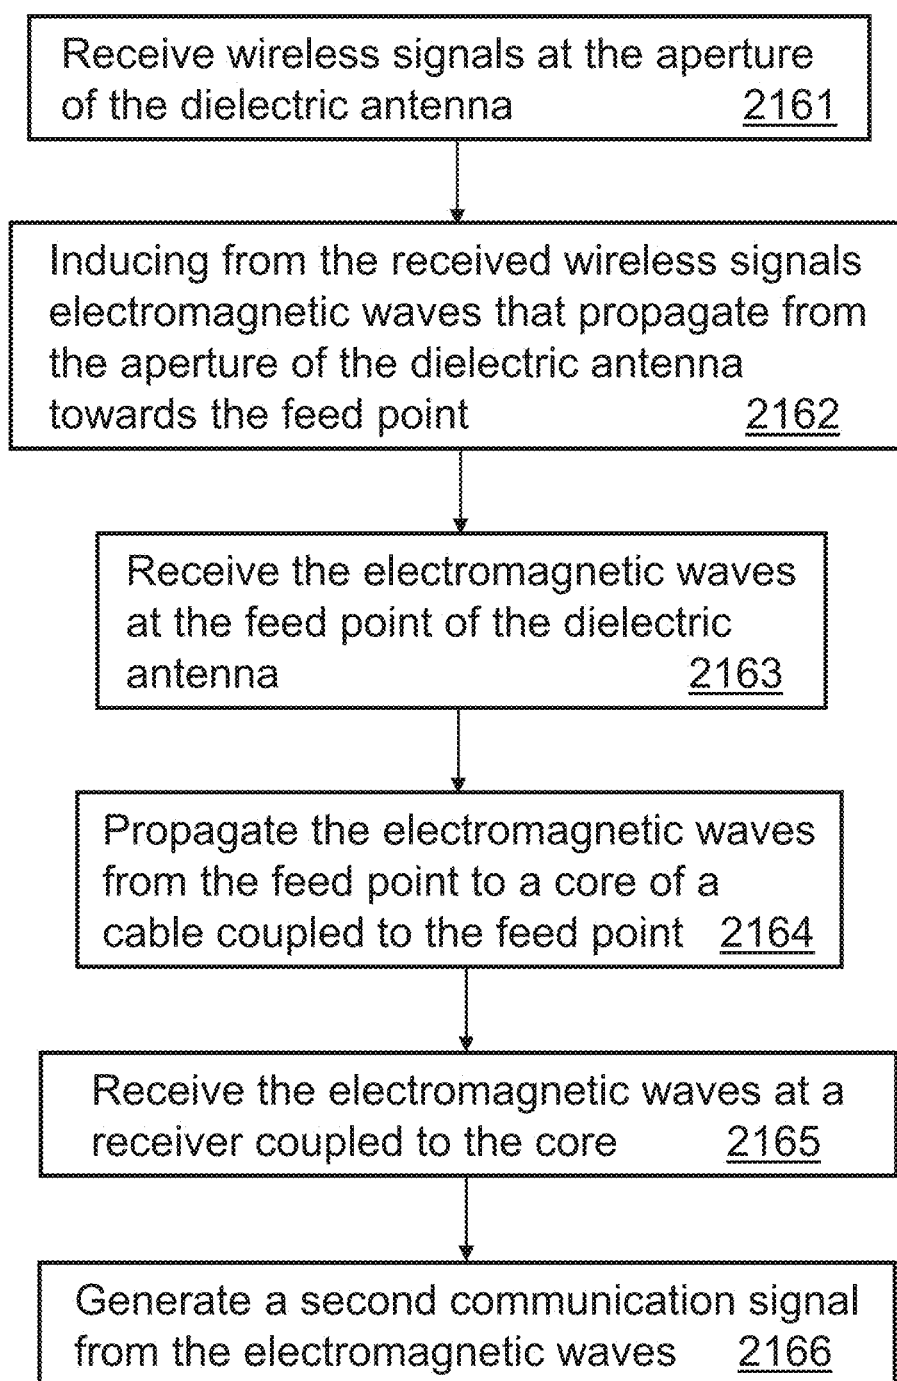 Receive wireless signals at the aperture
of the dielectric antenna 2161
Inducing from the received wireless signals
electromagnetic waves that propagate from
the aperture of the dielectric antenna
towards the feed point 2162
Receive the electromagnetic waves
at the feed point of the dielectric
antenna 2163
Propagate the electromagnetic waves
from the feed point to a core of a
cable coupled to the feed point 2164
Receive the electromagnetic waves at a
receiver coupled to the core 2165
Generate a second communication signal
from the electromagnetic waves 2166